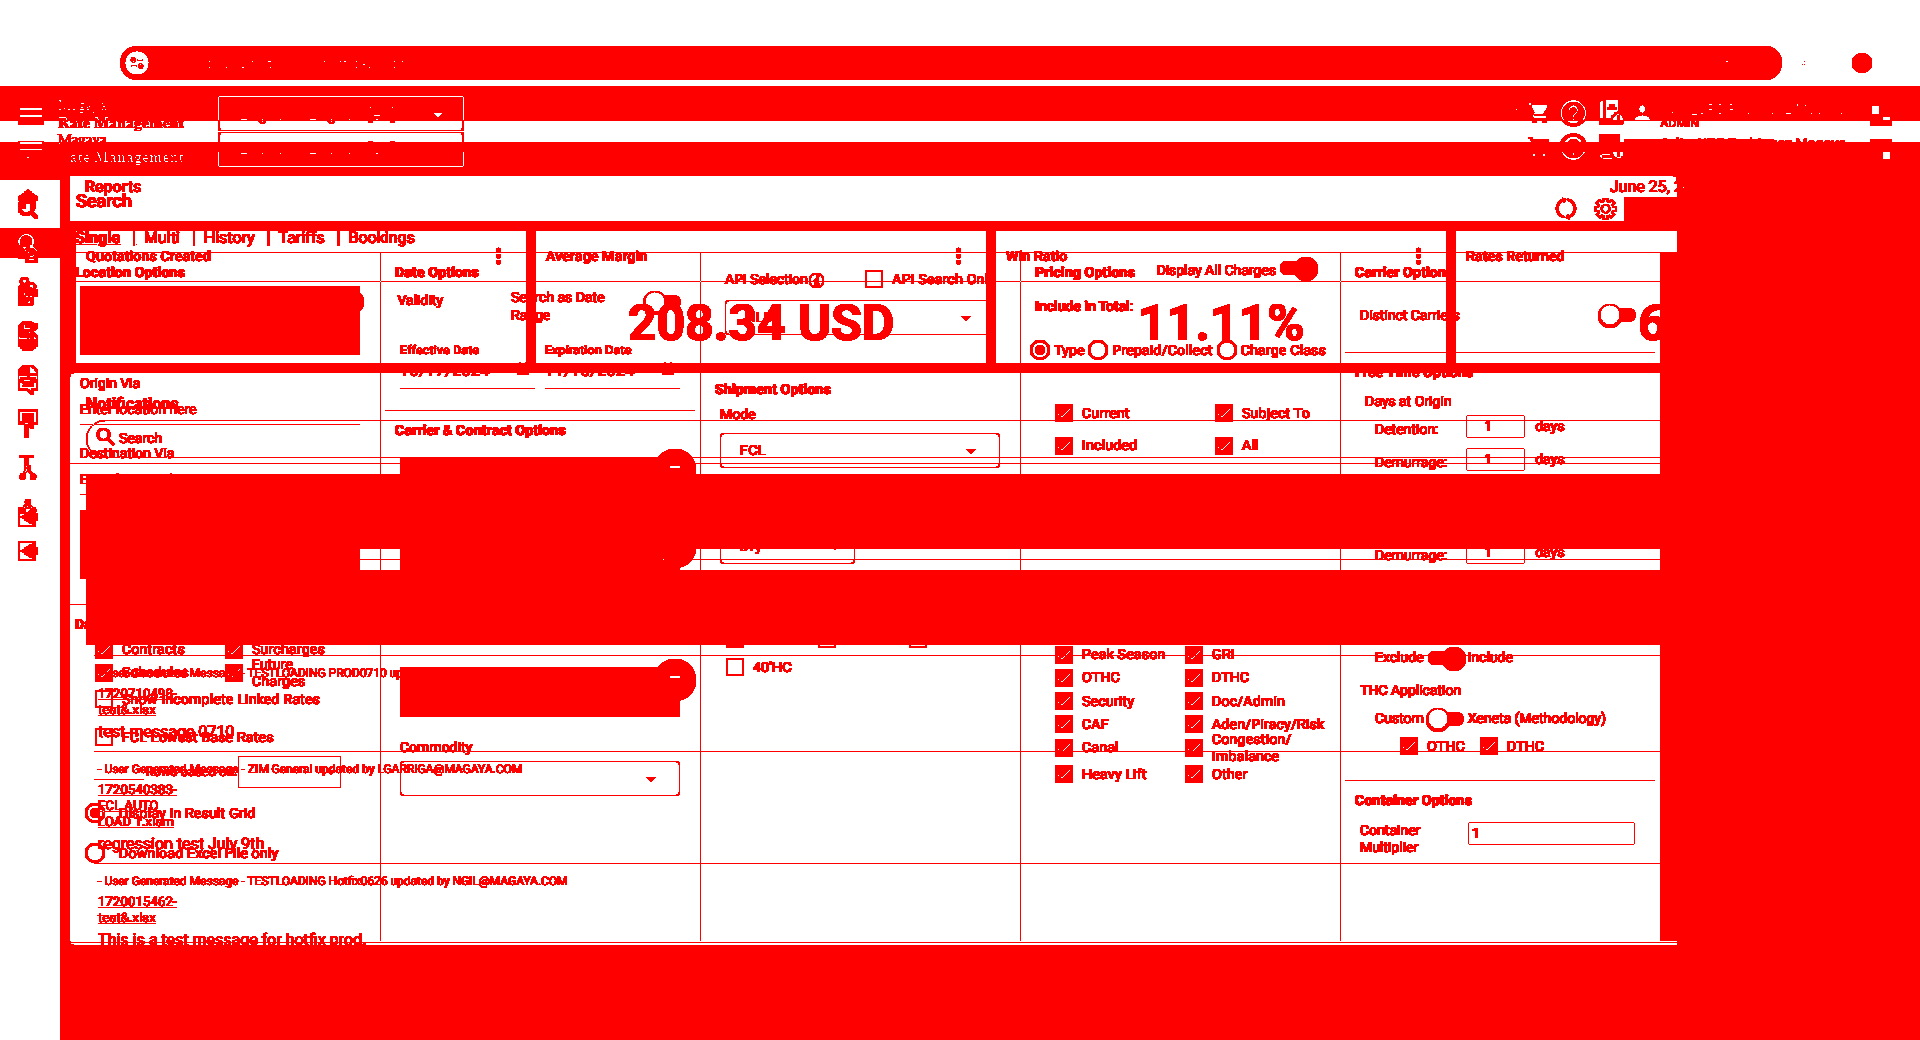 Rate Management
Magaya
Rate Management
ADMIN
Reports
June 25,
Search
Single
Multi
History
Tariffs
Bookings
Quotations Created
Average Margin
Win Ratio
Rates Returned
Location Options
Date Options
API Selection
API Search Onl
Pricing Options
Display All Charges
Carrier Option
Validity
Search as Date
Range
208.34 USD
Include in Total:
11.11%
Distinct Carriers
6
Effective Date
Expiration Date
Type
Prepaid/Collect
Charge Class
Origin Via
Shipment Options
Free Time Options
Enter location here
Notifications
Mode
Current
Subject To
Days at Origin
Search
Carrier & Contract Options
FCL
Included
All
Detention:
1
days
Destination Via
Demurrage:
1
days
Demurrage:
1
days
Contracts
Surcharges
Schedules
Future
Charges
- User Generated Message - TESTLOADING PROD0710 up
1720710498-
test&.xlsx
Show Incomplete Linked Rates
test message 0710
FCL Lowest Base Rates
40'HC
Peak Season
GRI
OTHC
DTHC
Security
Doc/Admin
CAF
Aden/Piracy/Risk
Canal
Congestion/
Imbalance
Heavy Lift
Other
Exclude
Include
THC Application
Custom
Xeneta (Methodology)
OTHC
DTHC
Commodity
- User Generated Message - ZIM General updated by LGARRIGA@MAGAYA.COM
1720540383-
FCL AUTO
LOAD 1.xlsm
Display in Result Grid
regression test July 9th
Download Excel File only
Container Options
Container
Multiplier
1
- User Generated Message - TESTLOADING Hotfix0626 updated by NGIL@MAGAYA.COM
1720015462-
test&.xlsx
This is a test message for hotfix prod.